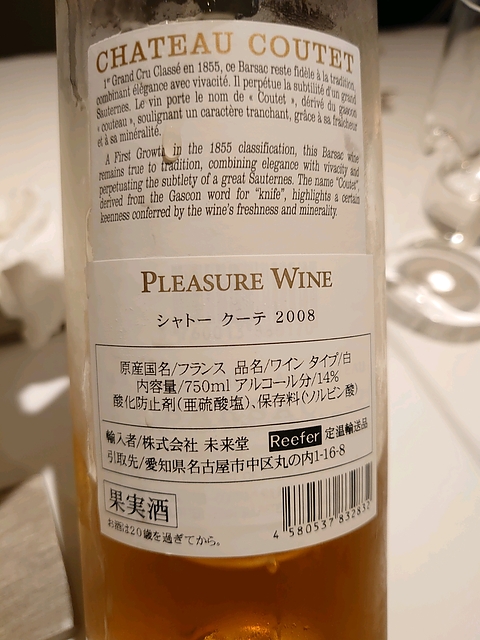 CHATEAU COUTET
1er Grand Cru Classé en 1855, ce Barsac reste fidèle à la tradition,
combinant élégance avec vivacité. Il perpétue la subtilité d'un grand
Sauternes. Le vin porte le nom de « Coutet », dérivé du gascon
« couteau », soulignant un caractère tranchant, grâce à sa fraîcheur
et à sa minéralité.
A First Growth in the 1855 classification, this Barsac wine
remains true to tradition, combining elegance with vivacity and
perpetuating the subtlety of a great Sauternes. The name "Coutet",
derived from the Gascon word for "knife", highlights a certain
keenness conferred by the wine's freshness and minerality.
PLEASURE WINE
シャトー クーテ 2008
原産国名/フランス 品名/ワイン タイプ/白
内容量/750ml アルコール分/14%
酸化防止剤(亜硫酸塩)、保存料(ソルビン酸)
輸入者/株式会社 未来堂 Reefer 定温輸送品
引取先/愛知県名古屋市中区丸の内1-16-8
果実酒
お酒は20歳を過ぎてから。
4 580537 832832